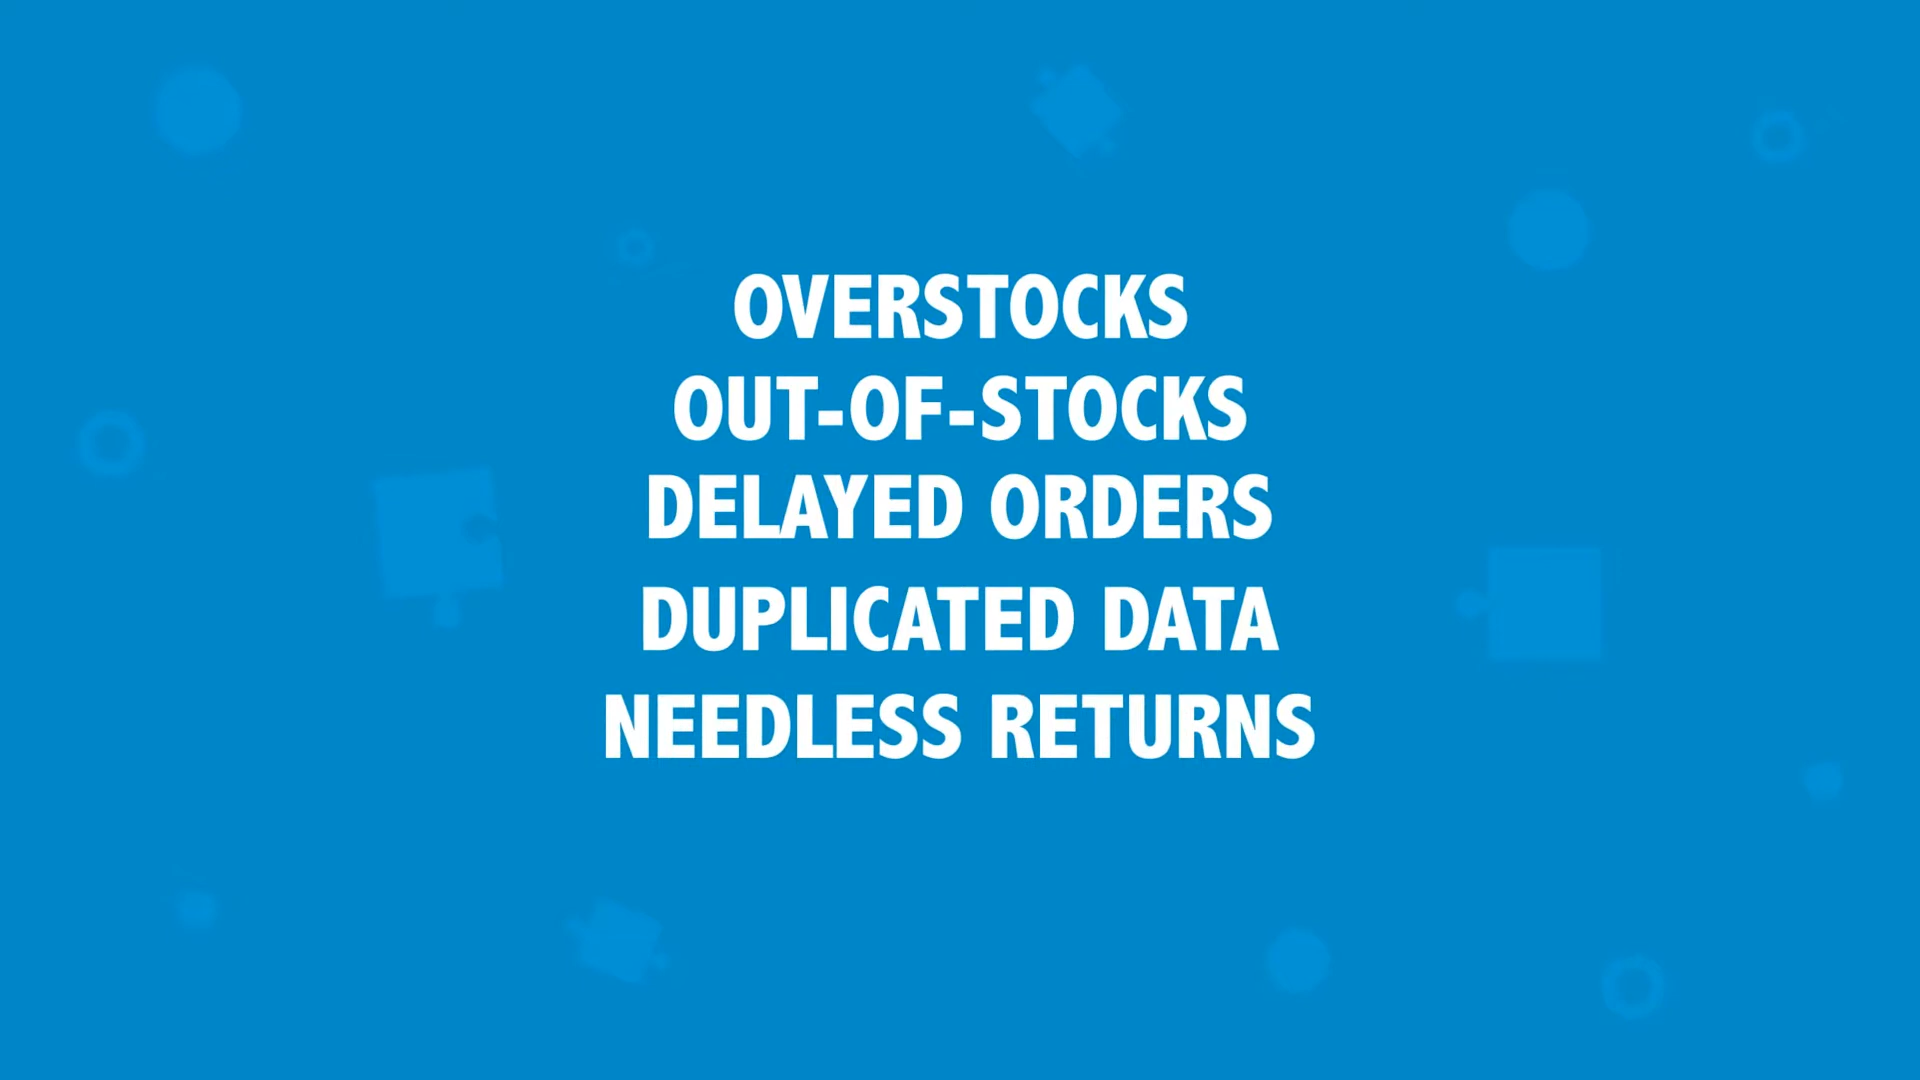 OVERSTOCKS
OUT-OF-STOCKS
DELAYED ORDERS
DUPLICATED DATA
NEEDLESS RETURNS